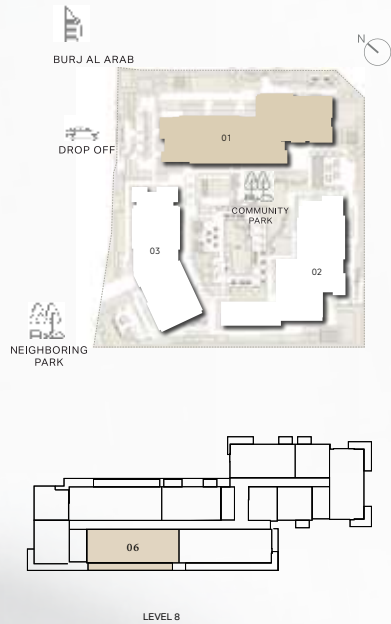 N
BURJ AL ARAB
DROP OFF
01
COMMUNITY
PARK
03
02
NEIGHBORING
PARK
06
LEVEL 8